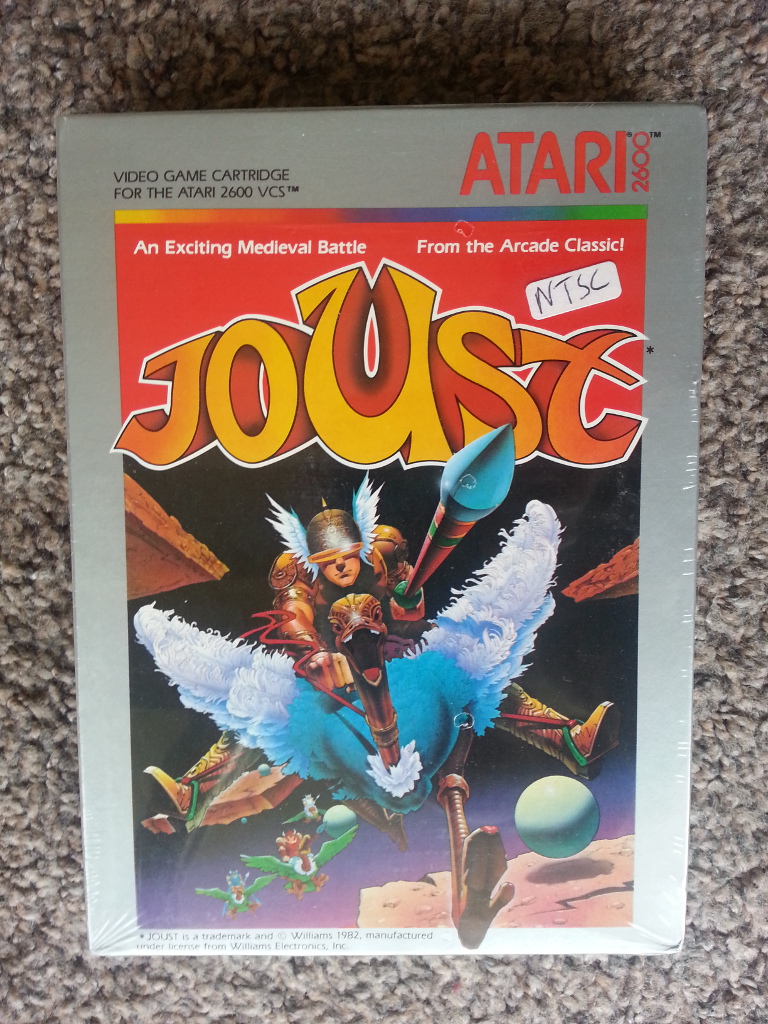 VIDEO GAME CARTRIDGE
FOR THE ATARI 2600 VCS™
ATARI® 2600™
An Exciting Medieval Battle From the Arcade Classic!
NTSC
JOUST*
* JOUST is a trademark and © Williams 1982, manufactured
under license from Williams Electronics, Inc.